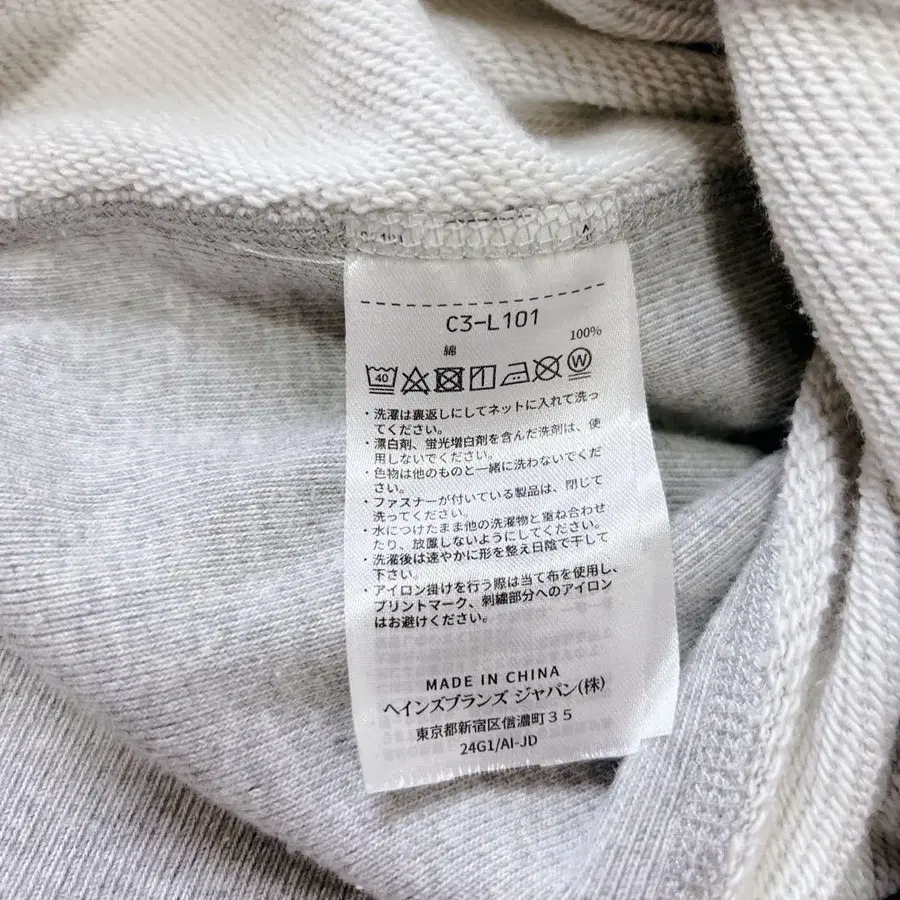 C3-L101
綿 100%
40
W
・洗濯は裏返しにしてネットに入れて洗っ
てください。
・漂白剤、蛍光増白剤を含んだ洗剤は、使
用しないでください。
・色物は他のものと一緒に洗わないでくだ
さい。
・ファスナーが付いている製品は、閉じて
洗ってください。
・水につけたまま他の洗濯物と重ね合わせ
たり、放置しないようにしてください。
・洗濯後は速やかに形を整え日陰で干して
下さい。
・アイロン掛けを行う際は当て布を使用し、
プリントマーク、刺繍部分へのアイロン
はお避けください。
MADE IN CHINA
ヘインズブランズ ジャパン(株)
東京都新宿区信濃町35
24G1/AI-JD